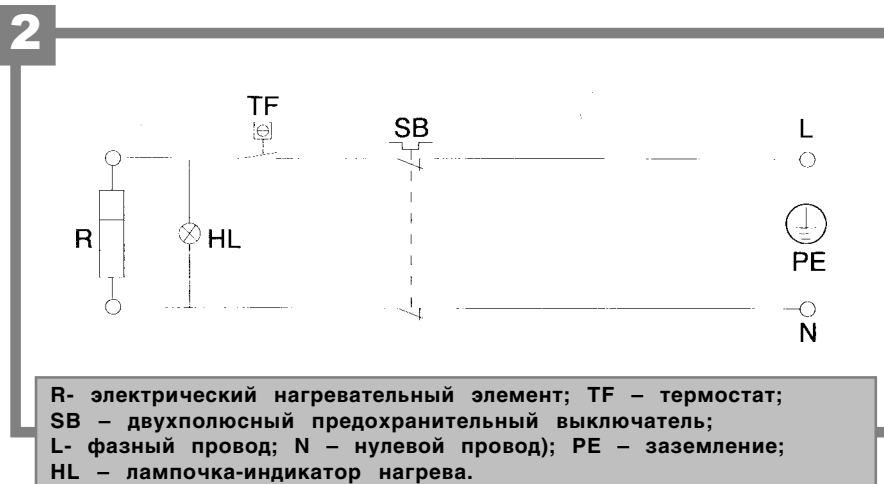 2
TF
SB
L
R
HL
PE
N
R- электрический нагревательный элемент; TF – термостат;
SB – двухполюсный предохранительный выключатель;
L- фазный провод; N – нулевой провод); PE – заземление;
HL – лампочка-индикатор нагрева.